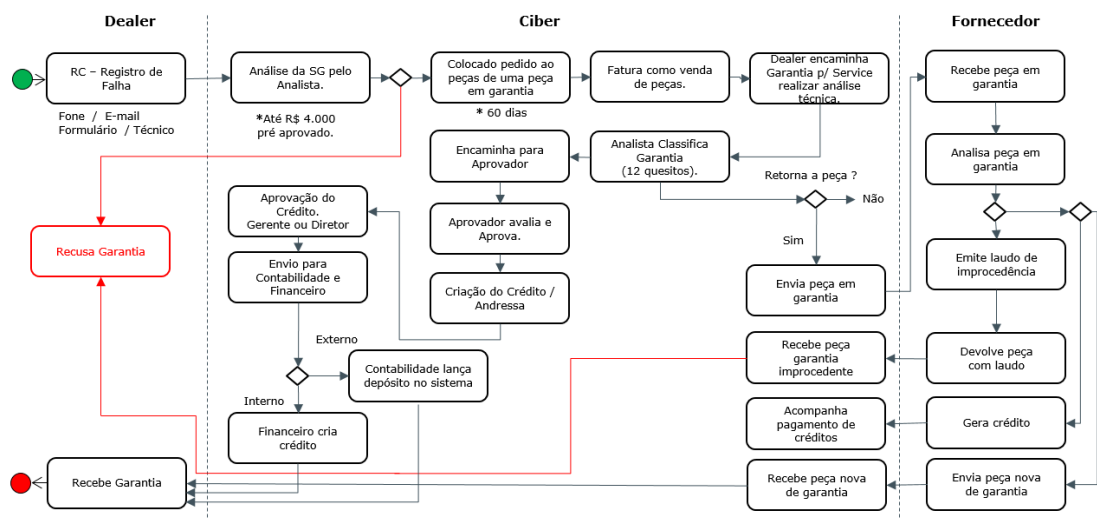 Dealer
Ciber
Fornecedor
RC – Registro de
Falha
Fone / E-mail
Formulário / Técnico
Análise da SG pelo
Analista.
*Até R$ 4.000
pré aprovado.
Colocado pedido ao
peças de uma peça
em garantia
* 60 dias
Fatura como venda
de peças.
Dealer encaminha
Garantia p/ Service
realizar análise
técnica.
Recebe peça em
garantia
Encaminha para
Aprovador
Analista Classifica
Garantia
(12 quesitos).
Retorna a peça ?
Não
Sim
Analisa peça em
garantia
Aprovação do
Crédito.
Gerente ou Diretor
Aprovador avalia e
Aprova.
Recusa Garantia
Envio para
Contabilidade e
Financeiro
Criação do Crédito /
Andressa
Envia peça em
garantia
Emite laudo de
improcedência
Externo
Contabilidade lança
depósito no sistema
Interno
Recebe peça
garantia
improcedente
Devolve peça
com laudo
Financeiro cria
crédito
Acompanha
pagamento de
créditos
Gera crédito
Recebe Garantia
Recebe peça nova
de garantia
Envia peça nova
de garantia